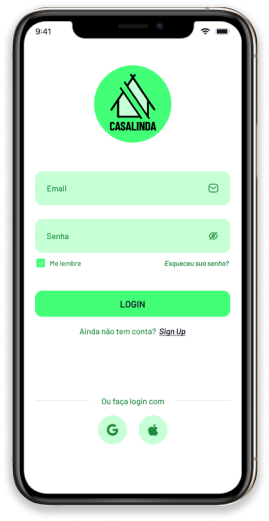 9:41
CASALINDA
Email
Senha
Me lembre
Esqueceu sua senha?
LOGIN
Ainda não tem conta? Sign Up
Ou faça login com
G